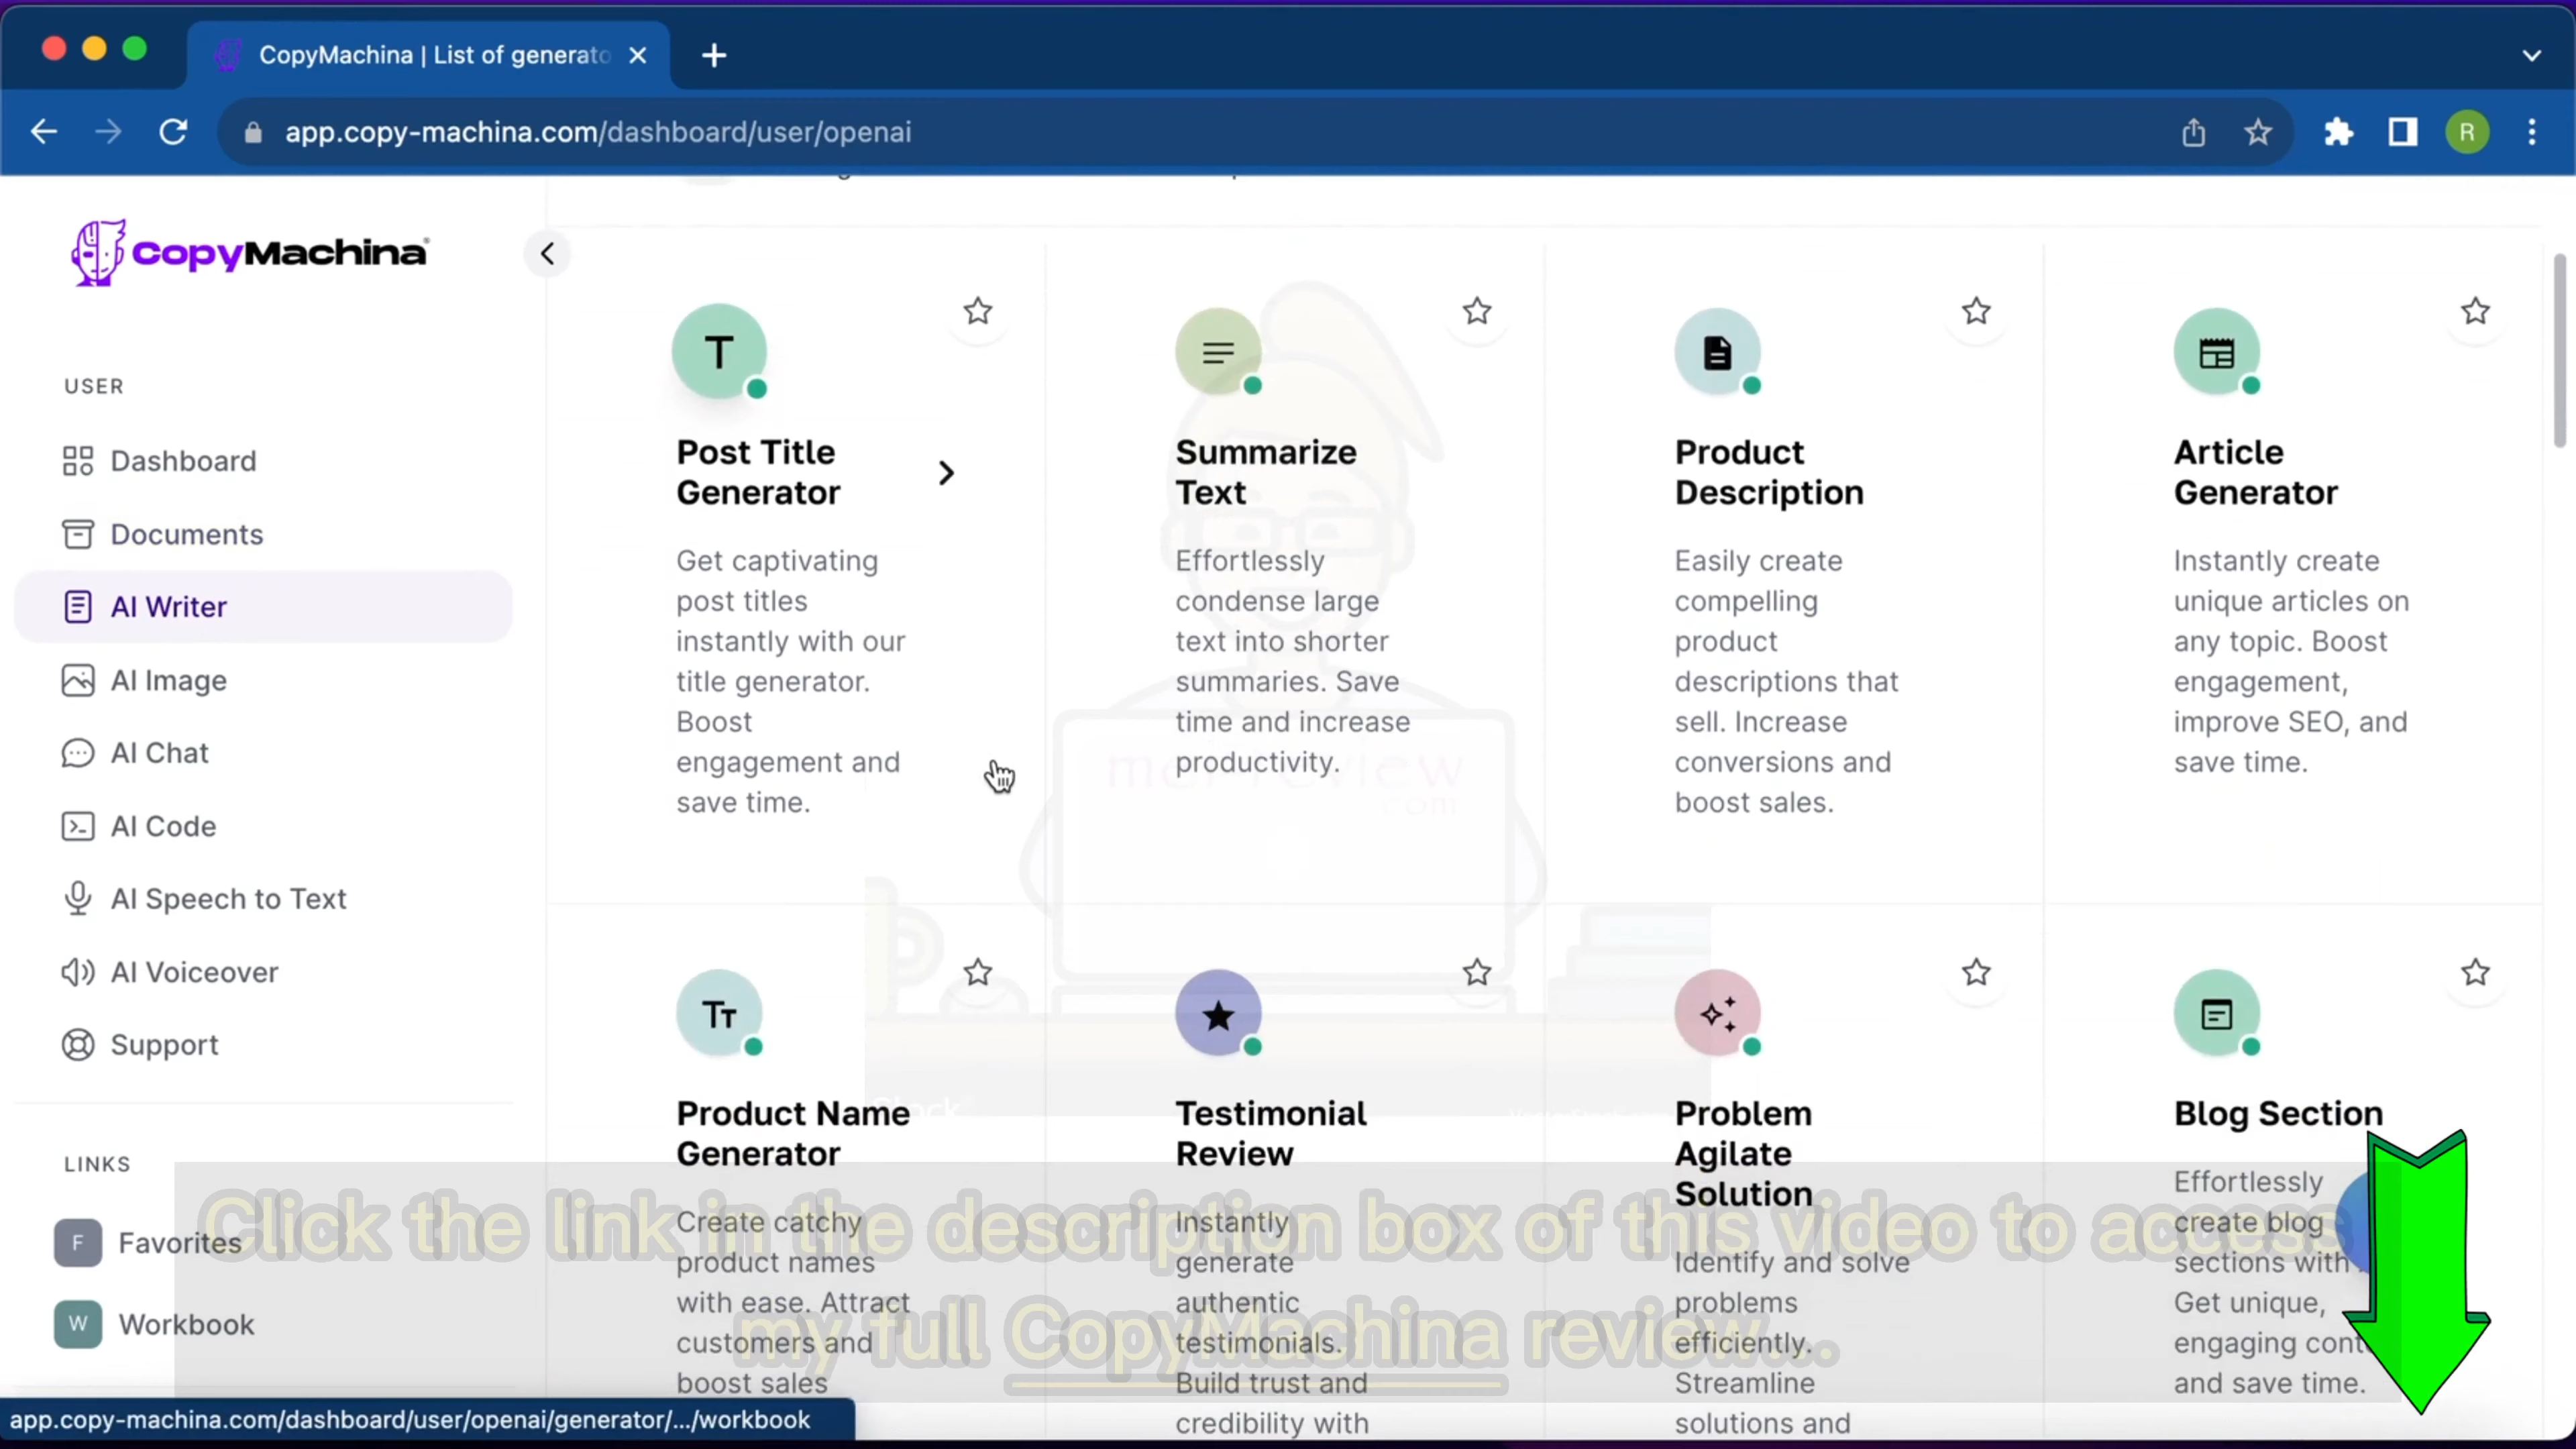 CopyMachina | List of generato
app.copy-machina.com/dashboard/user/openai
R
CopyMachina
USER
Dashboard
Documents
AI Writer
AI Image
AI Chat
AI Code
AI Speech to Text
AI Voiceover
Support
LINKS
F Favorites
W Workbook
Post Title
Generator
Get captivating
post titles
instantly with our
title generator.
Boost
engagement and
save time.
Summarize
Text
Effortlessly
condense large
text into shorter
summaries. Save
time and increase
productivity.
Product
Description
Easily create
compelling
product
descriptions that
sell. Increase
conversions and
boost sales.
Article
Generator
Instantly create
unique articles on
any topic. Boost
engagement,
improve SEO, and
save time.
Product Name
Generator
Create catchy
product names
with ease. Attract
customers and
boost sales
Testimonial
Review
Instantly
generate
authentic
testimonials.
Build trust and
credibility with
Problem
Agilate
Solution
Identify and solve
problems
efficiently.
Streamline
solutions and
Blog Section
Effortlessly
create blog
sections with
Get unique,
engaging cont
and save time.
Click the link in the description box of this video to access
my full CopyMachina review...
app.copy-machina.com/dashboard/user/openai/generator/.../workbook